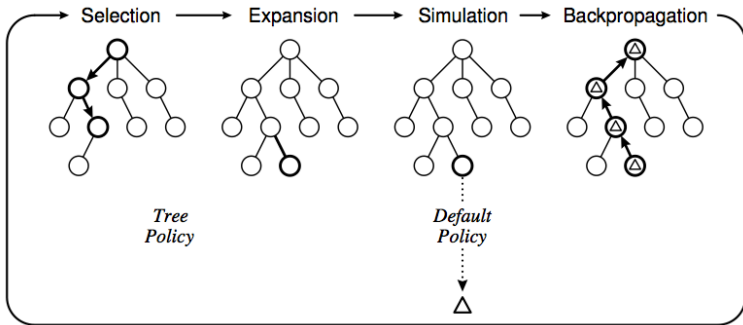 Selection
Expansion
Simulation
Backpropagation
Tree
Policy
Default
Policy